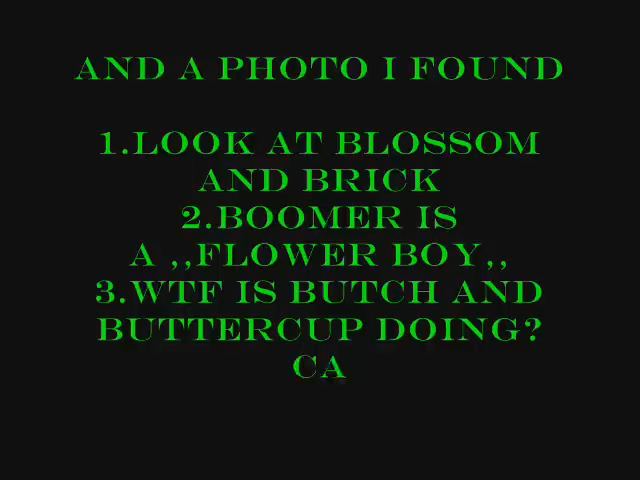 AND A PHOTO I FOUND
1.LOOK AT BLOSSOM
AND BRICK
2.BOOMER IS
A ,,FLOWER BOY,,
3.WTF IS BUTCH AND
BUTTERCUP DOING?
CA